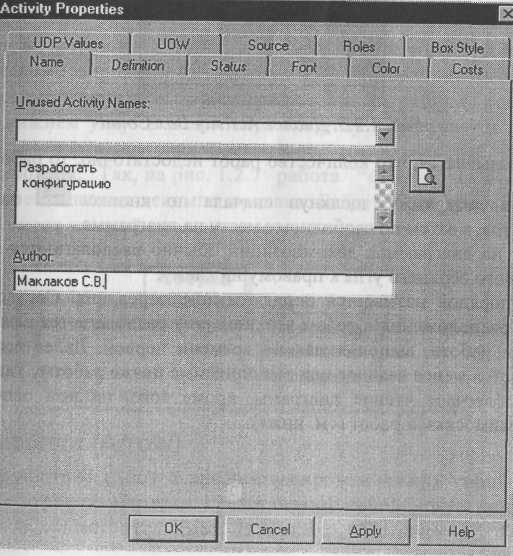 Activity Properties
UDP Values UOW Source Roles Box Style
Name Definition Status Font Color Costs
Unused Activity Names:
Разработать
конфигурацию
Author:
Маклаков С.В.
OK Cancel Apply Help